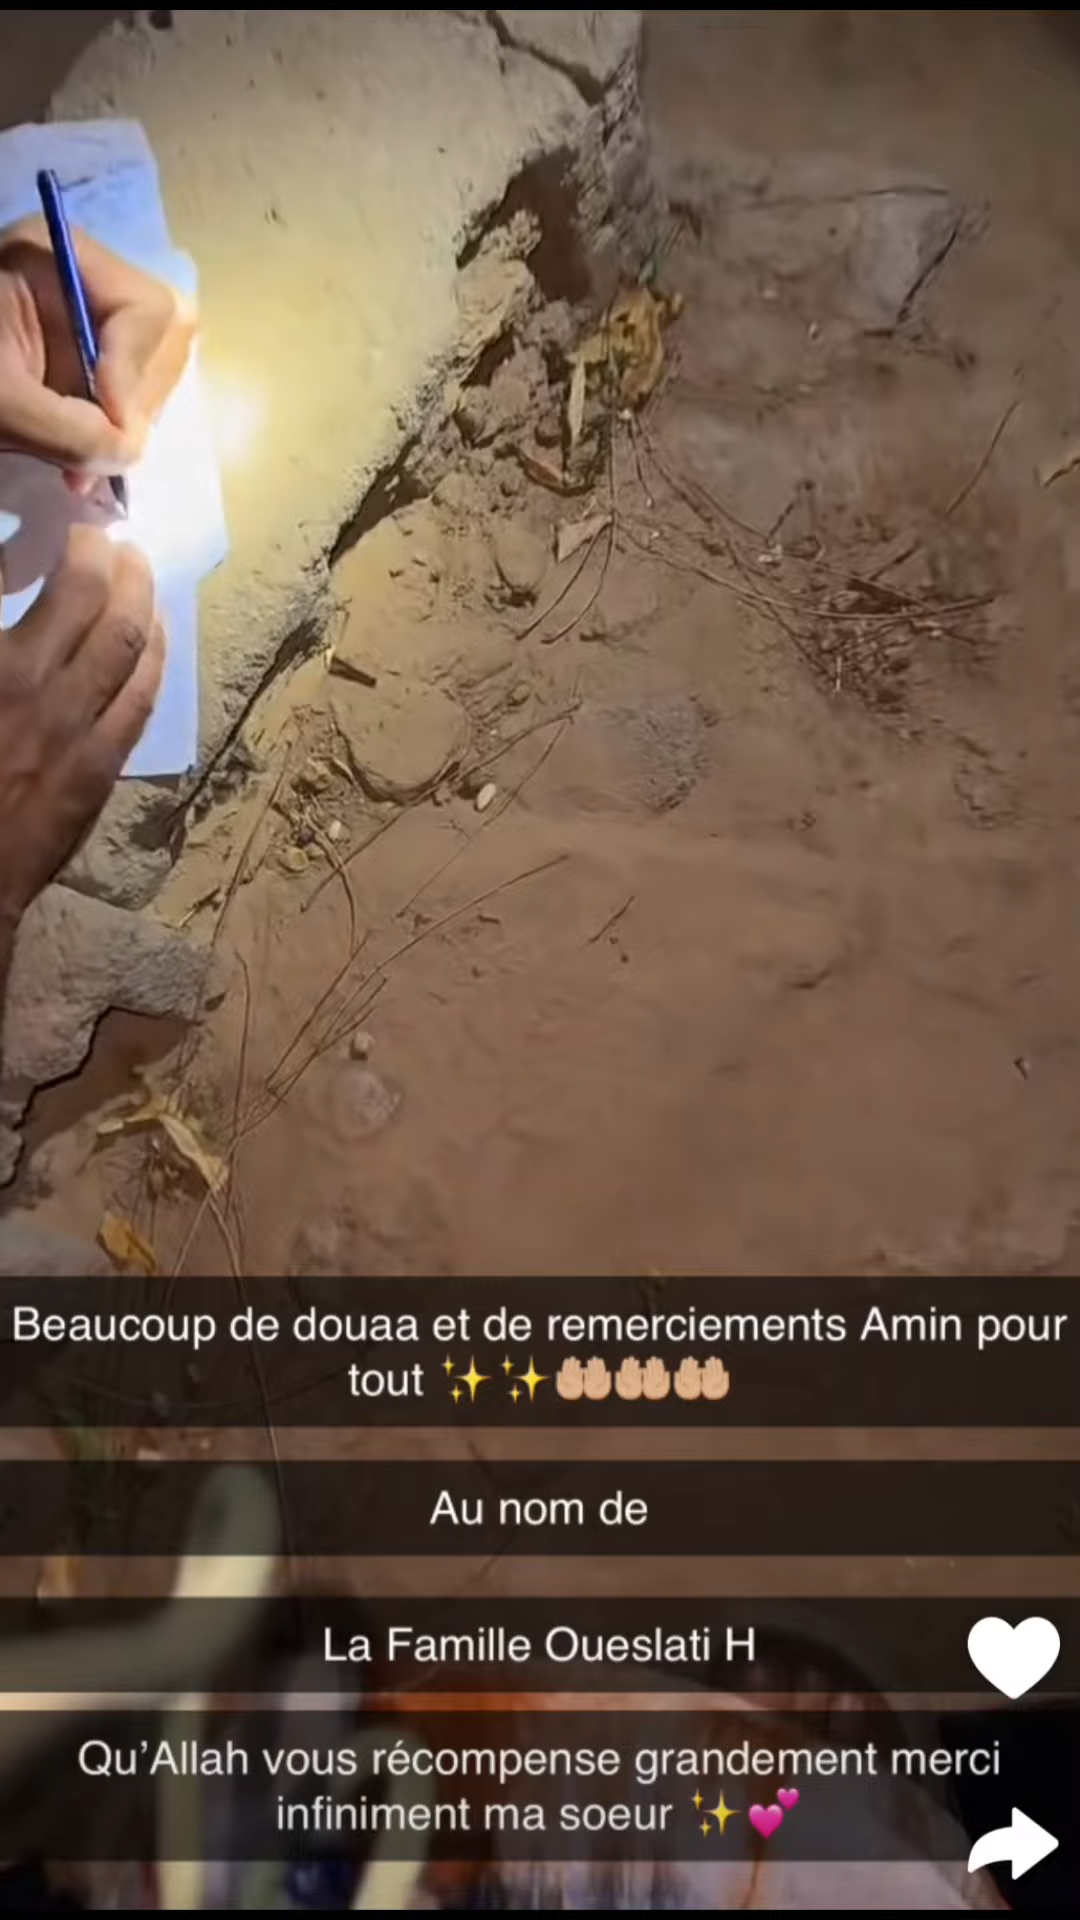 Beaucoup de douaa et de remerciements Amin pour
tout ✨✨🤲🏼🤲🏼🤲🏼
Au nom de
La Famille Oueslati H
Qu’Allah vous récompense grandement merci
infiniment ma soeur ✨💕